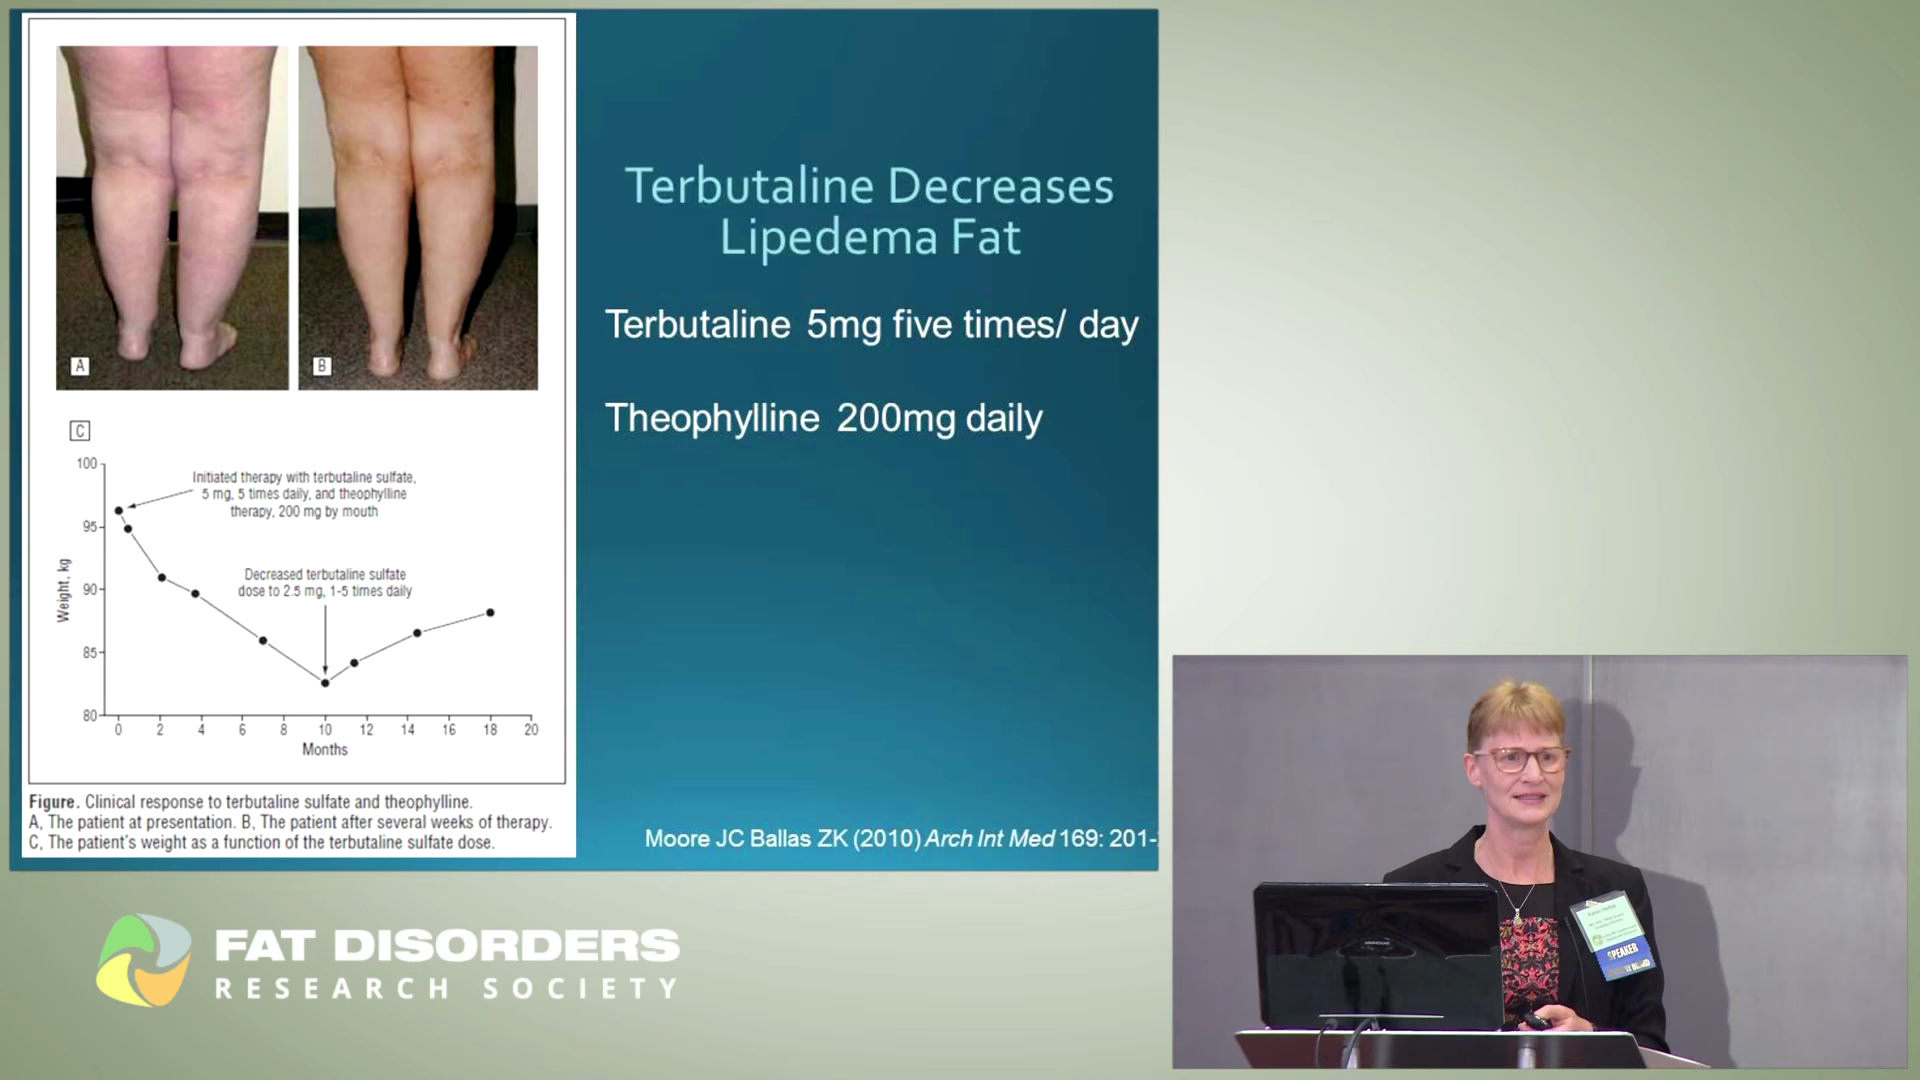 A
B
C
100
95
90
85
80
Weight, kg
Initiated therapy with terbutaline sulfate,
5 mg, 5 times daily, and theophylline
therapy, 200 mg by mouth
Decreased terbutaline sulfate
dose to 2.5 mg, 1-5 times daily
0 2 4 6 8 10 12 14 16 18 20
Months
Figure. Clinical response to terbutaline sulfate and theophylline.
A, The patient at presentation. B, The patient after several weeks of therapy.
C, The patient's weight as a function of the terbutaline sulfate dose.
Terbutaline Decreases
Lipedema Fat
Terbutaline 5mg five times/ day
Theophylline 200mg daily
Moore JC Ballas ZK (2010) Arch Int Med 169: 201-
FAT DISORDERS
RESEARCH SOCIETY
SPEAKER